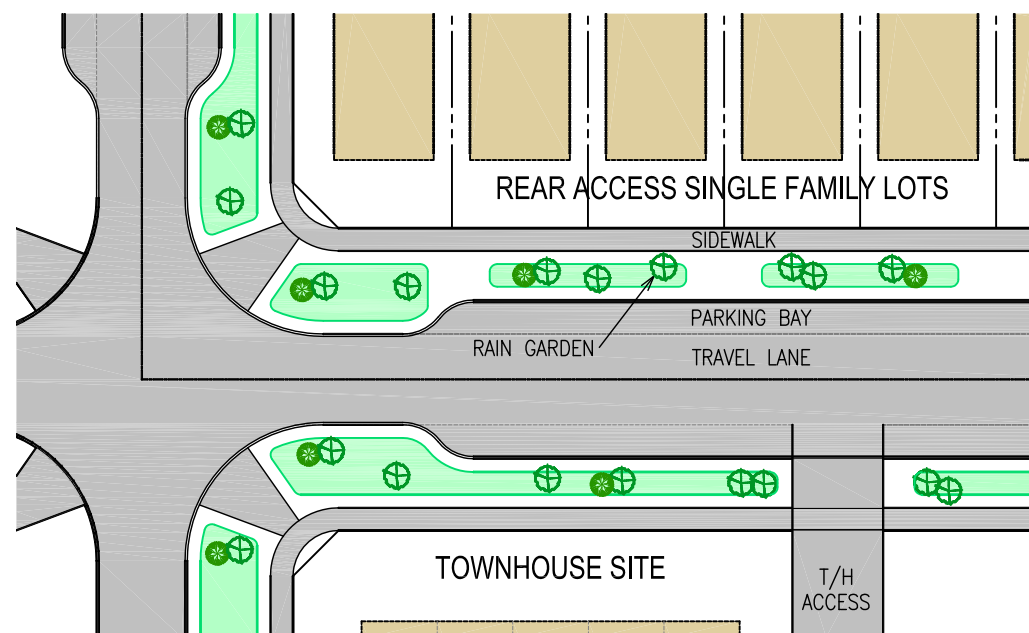 REAR ACCESS SINGLE FAMILY LOTS
SIDEWALK
PARKING BAY
RAIN GARDEN
TRAVEL LANE
TOWNHOUSE SITE
T/H
ACCESS